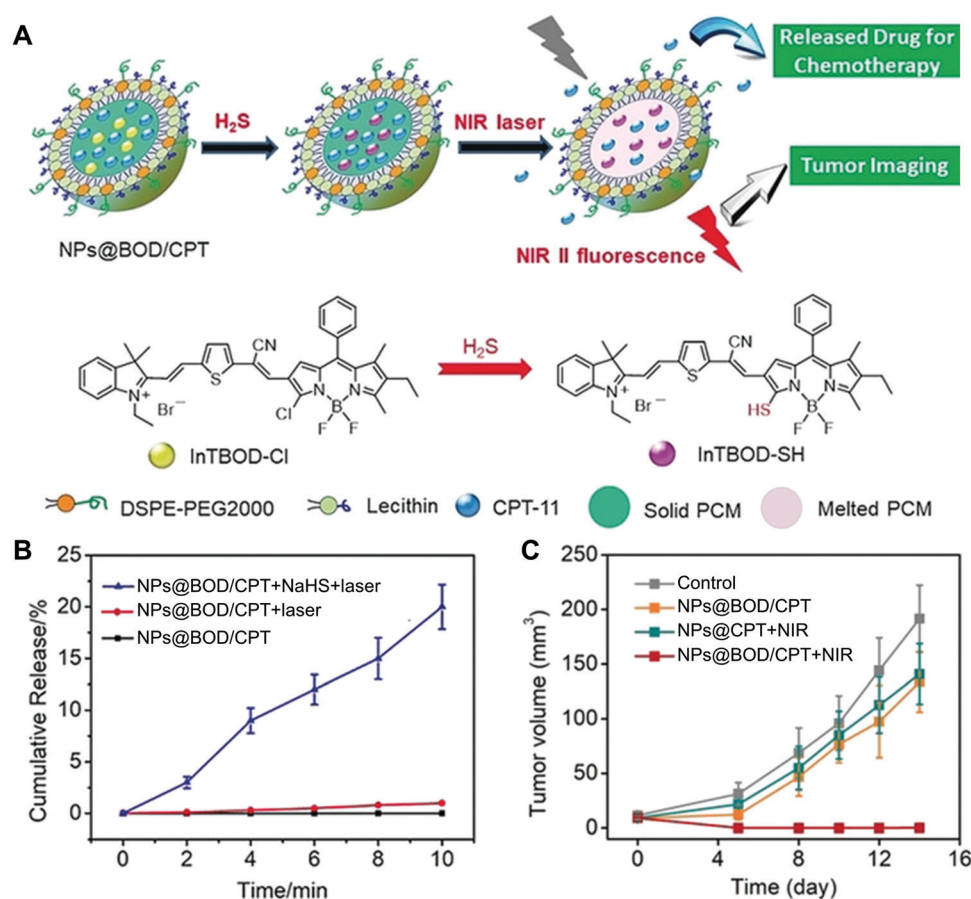 A
H2S
NIR laser
Released Drug for
Chemotherapy
Tumor Imaging
NPs@BOD/CPT
NIR II fluorescence
CN
S
N+
Br−
Cl
N
N
B
F
F
H2S
CN
S
N+
Br−
HS
N
N
B
F
F
InTBOD-Cl
InTBOD-SH
DSPE-PEG2000
Lecithin
CPT-11
Solid PCM
Melted PCM
B
25
20
15
10
5
0
Cumulative Release/%
NPs@BOD/CPT+NaHS+laser
NPs@BOD/CPT+laser
NPs@BOD/CPT
0 2 4 6 8 10
Time/min
C
250
200
150
100
50
0
Tumor volume (mm³)
Control
NPs@BOD/CPT
NPs@CPT+NIR
NPs@BOD/CPT+NIR
0 4 8 12 16
Time (day)